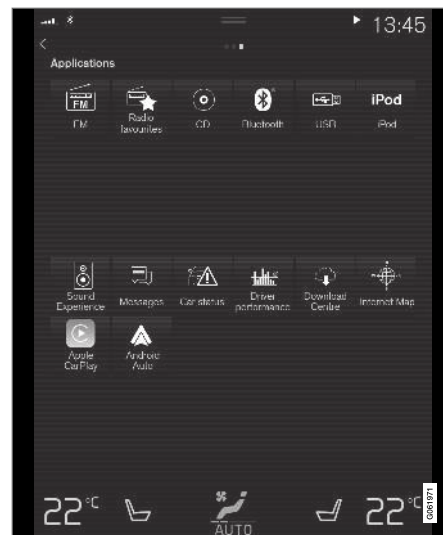 13:45
Applications
FM
FM
Radio
favourites
CD
Bluetooth
USB
iPod
iPod
Sound
Experience
Messages
Car status
Driver
performance
Download
Centre
Internet Map
Apple
CarPlay
Android
Auto
22°C
AUTO
22°C
G061971